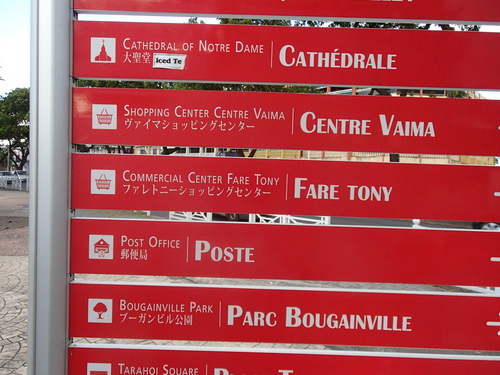 CATHEDRAL OF NOTRE DAME
大聖堂 iced Te
CATHÉDRALE
SHOPPING CENTER CENTRE VAIMA
ヴァイマショッピングセンター
CENTRE VAIMA
COMMERCIAL CENTER FARE TONY
ファレトニーショッピングセンター
FARE TONY
POST OFFICE
郵便局
POSTE
BOUGAINVILLE PARK
ブーガンビル公園
PARC BOUGAINVILLE
TARAHOI SQUARE